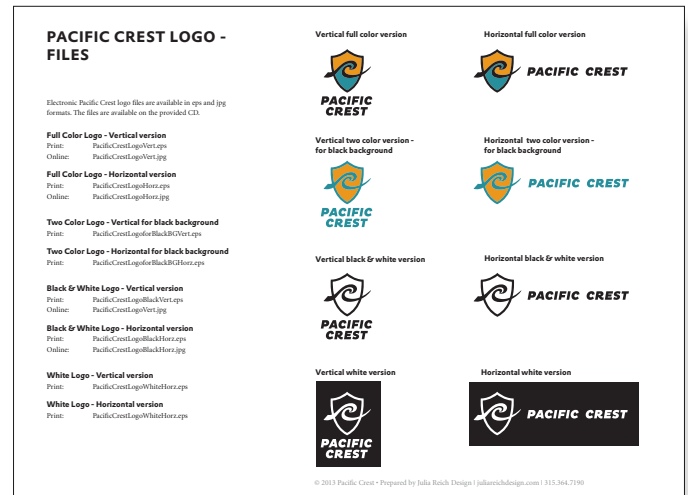 PACIFIC CREST LOGO -
FILES
Electronic Pacific Crest logo files are available in eps and jpg
formats. The files are available on the provided CD.
Full Color Logo - Vertical version
Print: PacificCrestLogoVert.eps
Online: PacificCrestLogoVert.jpg
Full Color Logo - Horizontal version
Print: PacificCrestLogoHorz.eps
Online: PacificCrestLogoHorz.jpg
Two Color Logo - Vertical for black background
Print: PacificCrestLogoforBlackBGVert.eps
Two Color Logo - Horizontal for black background
Print: PacificCrestLogoforBlackBGHorz.eps
Black & White Logo - Vertical version
Print: PacificCrestLogoBlackVert.eps
Online: PacificCrestLogoVert.jpg
Black & White Logo - Horizontal version
Print: PacificCrestLogoBlackHorz.eps
Online: PacificCrestLogoBlackHorz.jpg
White Logo - Vertical version
Print: PacificCrestLogoWhiteHorz.eps
White Logo - Horizontal version
Print: PacificCrestLogoWhiteHorz.eps
Vertical full color version
PACIFIC
CREST
Horizontal full color version
PACIFIC CREST
Vertical two color version -
for black background
PACIFIC
CREST
Horizontal two color version -
for black background
PACIFIC CREST
Vertical black & white version
PACIFIC
CREST
Horizontal black & white version
PACIFIC CREST
Vertical white version
PACIFIC
CREST
Horizontal white version
PACIFIC CREST
© 2013 Pacific Crest • Prepared by Julia Reich Design | juliareichdesign.com | 315.364.7190